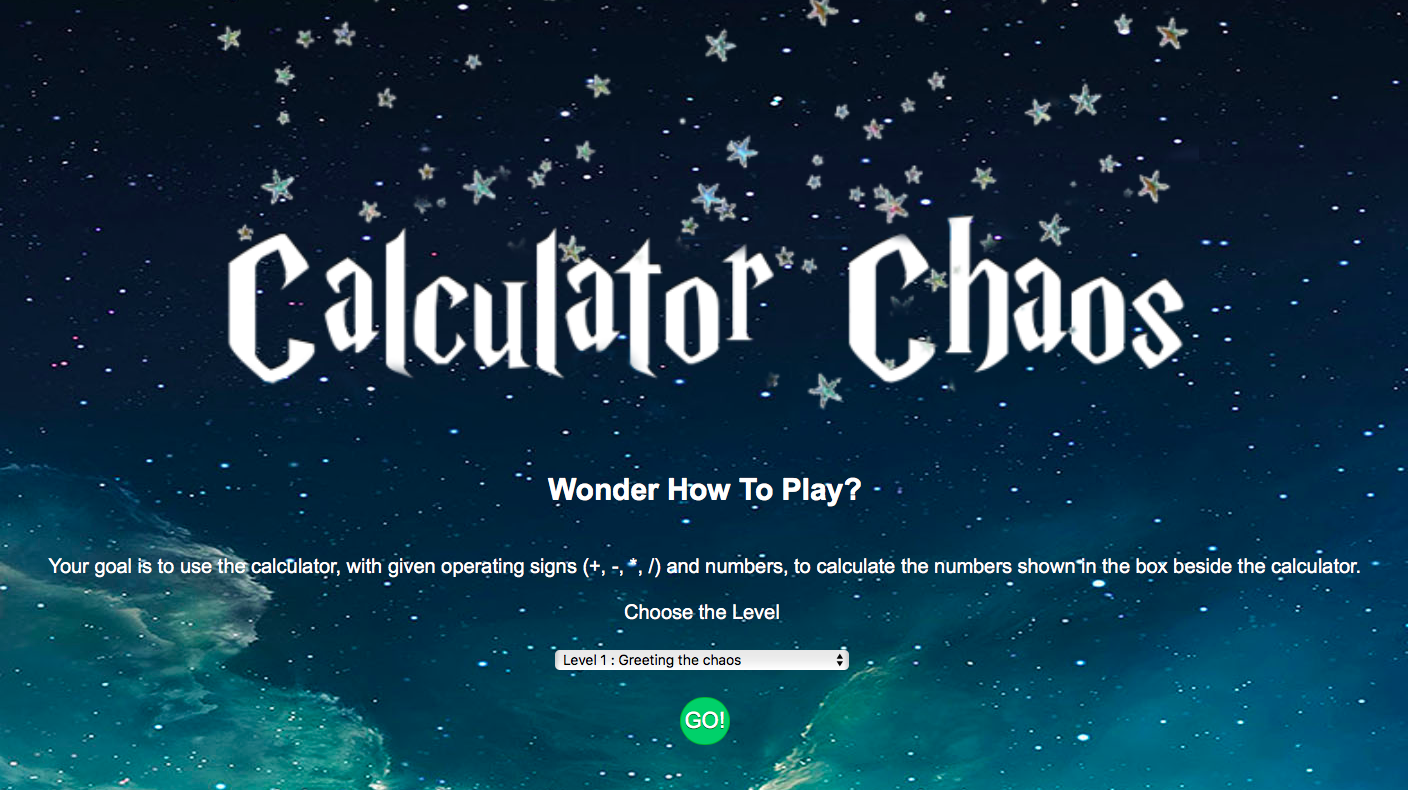 Calculator Chaos
Wonder How To Play?
Your goal is to use the calculator, with given operating signs (+, -, *, /) and numbers, to calculate the numbers shown in the box beside the calculator.
Choose the Level
Level 1 : Greeting the chaos
GO!